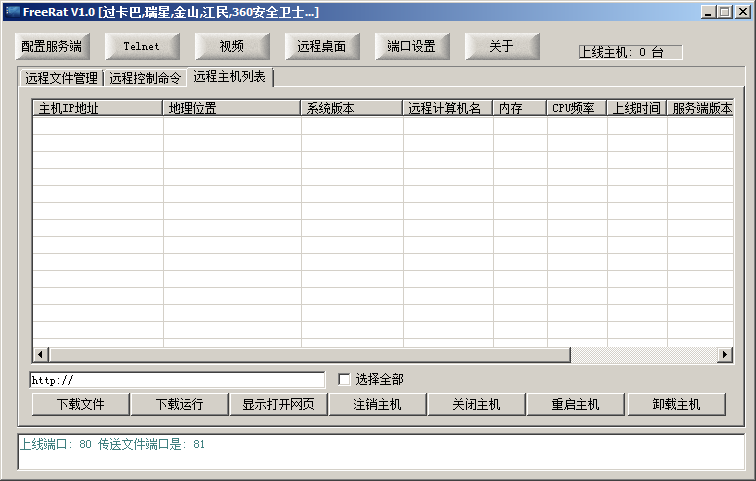 FreeRat V1.0 [过卡巴,瑞星,金山,江民,360安全卫士...]
配置服务端 Telnet 视频 远程桌面 端口设置 关于 上线主机: 0 台
远程文件管理 远程控制命令 远程主机列表
主机IP地址 地理位置 系统版本 远程计算机名 内存 CPU频率 上线时间 服务端版本
http:// 选择全部
下载文件 下载运行 显示打开网页 注销主机 关闭主机 重启主机 卸载主机
上线端口: 80 传送文件端口是: 81